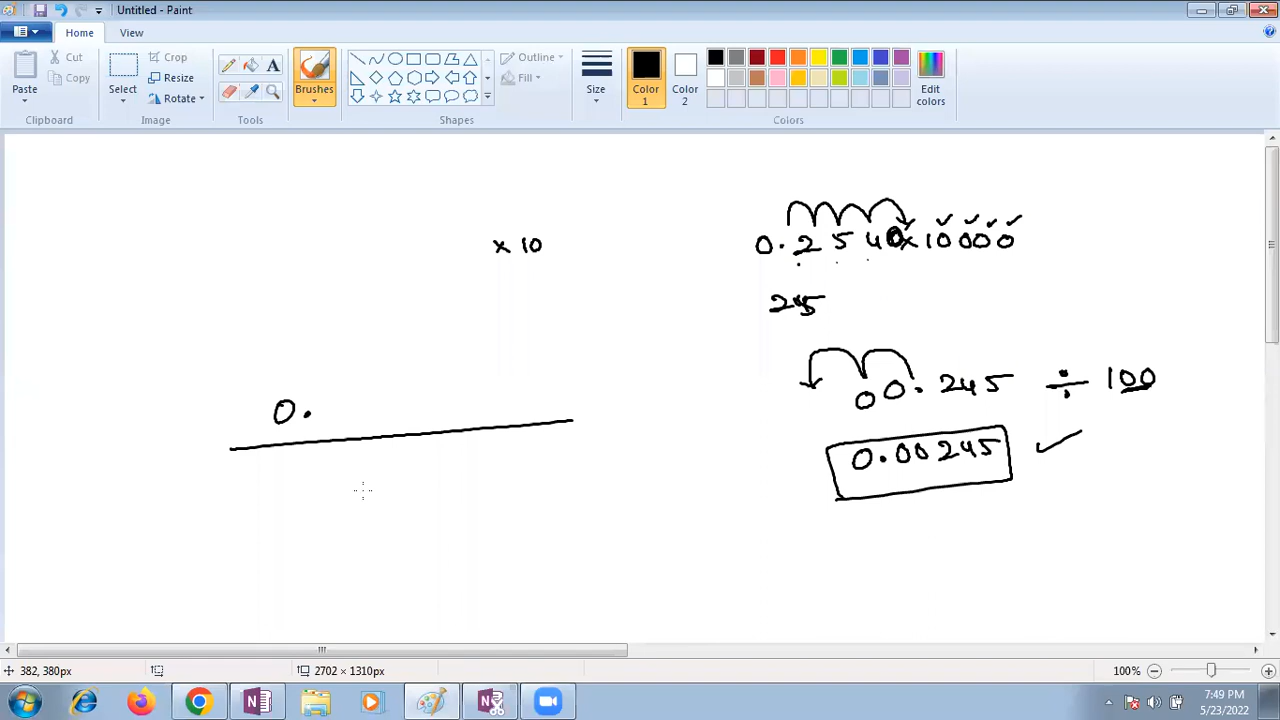 Untitled - Paint
Home
View
Paste
Cut
Copy
Clipboard
Select
Crop
Resize
Rotate
Image
Tools
Brushes
Shapes
Outline
Fill
Size
Color 1
Color 2
Edit colors
Colors
x 10
0.2540x10000
245
00.245 ÷ 100
0.
0.00245
382, 380px
2702 × 1310px
100%
7:49 PM
5/23/2022